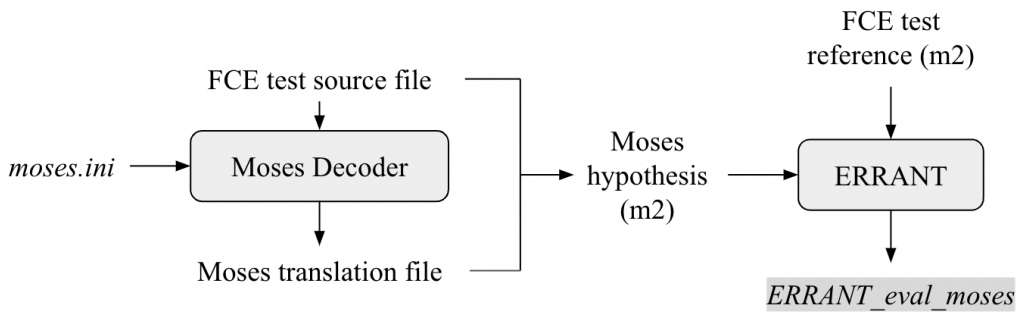 FCE test source file
moses.ini
Moses Decoder
Moses translation file
Moses
hypothesis
(m2)
FCE test
reference (m2)
ERRANT
ERRANT_eval_moses